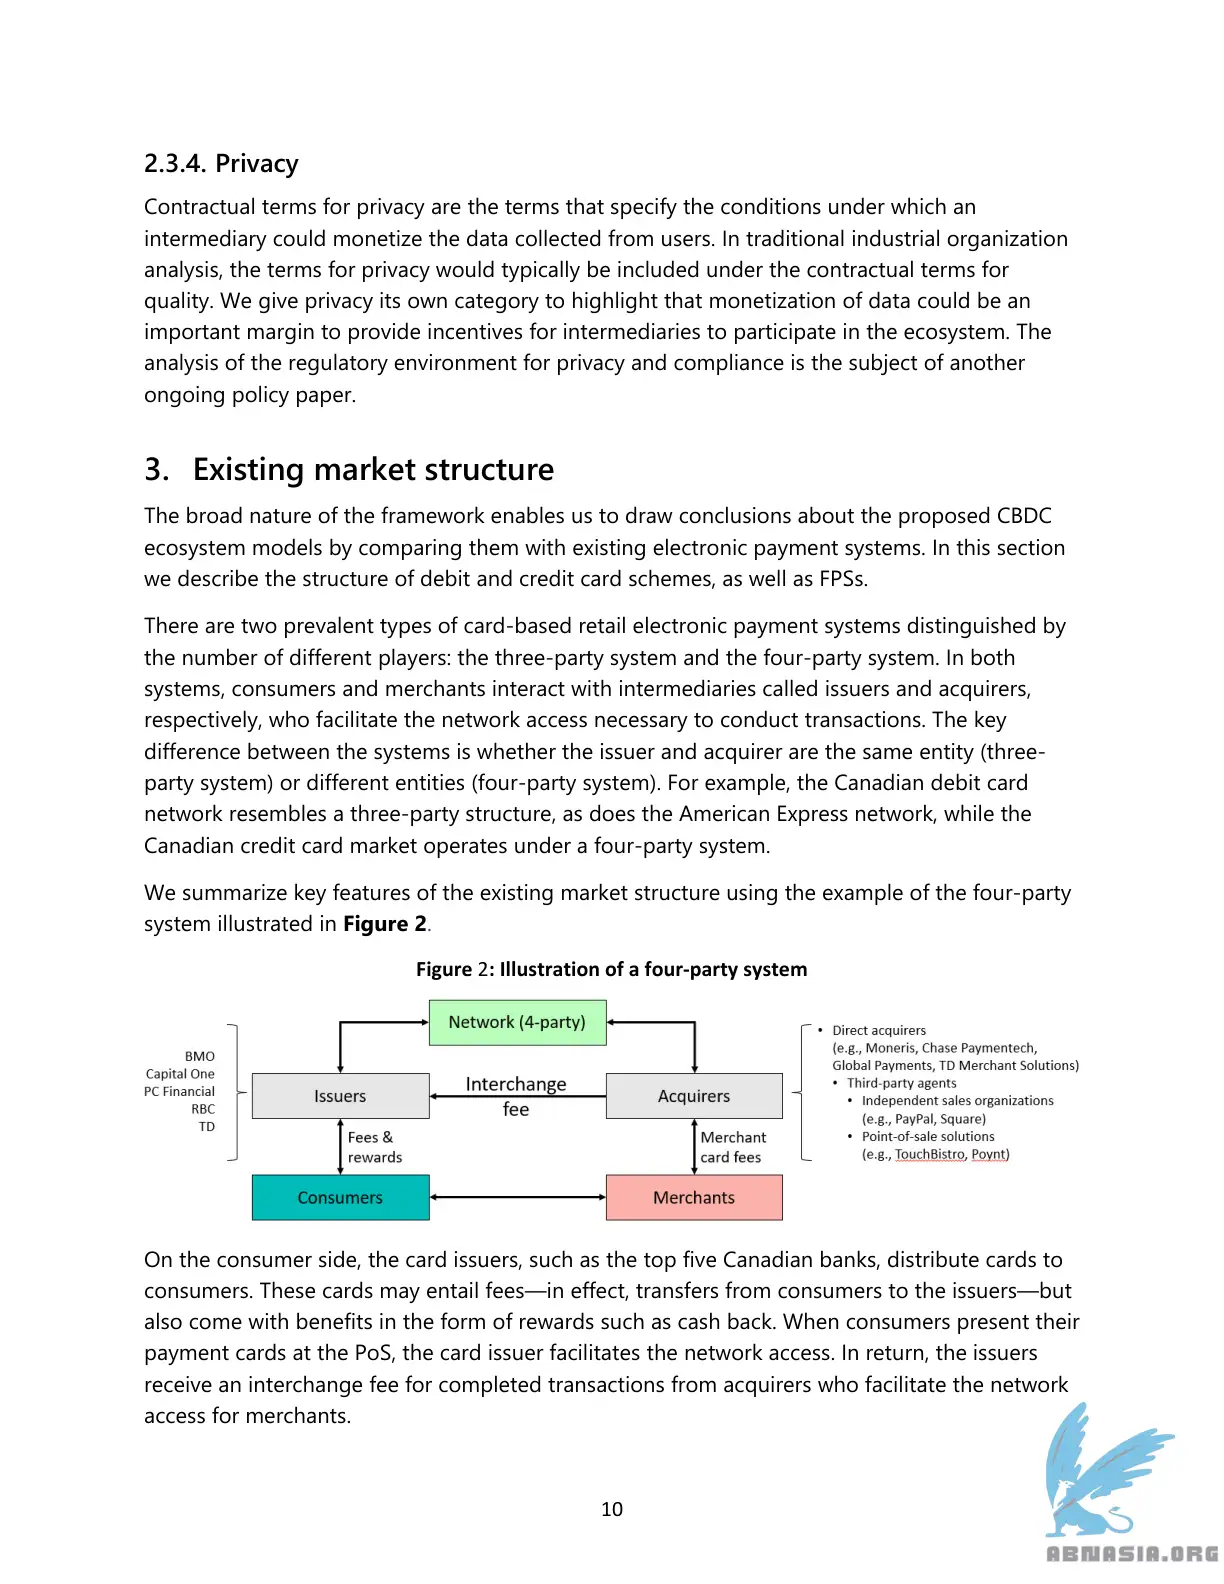 2.3.4. Privacy
Contractual terms for privacy are the terms that specify the conditions under which an
intermediary could monetize the data collected from users. In traditional industrial organization
analysis, the terms for privacy would typically be included under the contractual terms for
quality. We give privacy its own category to highlight that monetization of data could be an
important margin to provide incentives for intermediaries to participate in the ecosystem. The
analysis of the regulatory environment for privacy and compliance is the subject of another
ongoing policy paper.
3. Existing market structure
The broad nature of the framework enables us to draw conclusions about the proposed CBDC
ecosystem models by comparing them with existing electronic payment systems. In this section
we describe the structure of debit and credit card schemes, as well as FPSs.
There are two prevalent types of card-based retail electronic payment systems distinguished by
the number of different players: the three-party system and the four-party system. In both
systems, consumers and merchants interact with intermediaries called issuers and acquirers,
respectively, who facilitate the network access necessary to conduct transactions. The key
difference between the systems is whether the issuer and acquirer are the same entity (three-
party system) or different entities (four-party system). For example, the Canadian debit card
network resembles a three-party structure, as does the American Express network, while the
Canadian credit card market operates under a four-party system.
We summarize key features of the existing market structure using the example of the four-party
system illustrated in Figure 2.
Figure 2: Illustration of a four-party system
BMO
Capital One
PC Financial
RBC
TD
Network (4-party)
Issuers
Interchange
fee
Acquirers
Fees &
rewards
Merchant
card fees
Consumers
Merchants
• Direct acquirers
(e.g., Moneris, Chase Paymentech,
Global Payments, TD Merchant Solutions)
• Third-party agents
• Independent sales organizations
(e.g., PayPal, Square)
• Point-of-sale solutions
(e.g., TouchBistro, Poynt)
On the consumer side, the card issuers, such as the top five Canadian banks, distribute cards to
consumers. These cards may entail fees—in effect, transfers from consumers to the issuers—but
also come with benefits in the form of rewards such as cash back. When consumers present their
payment cards at the PoS, the card issuer facilitates the network access. In return, the issuers
receive an interchange fee for completed transactions from acquirers who facilitate the network
access for merchants.
10
ABNASIA.ORG